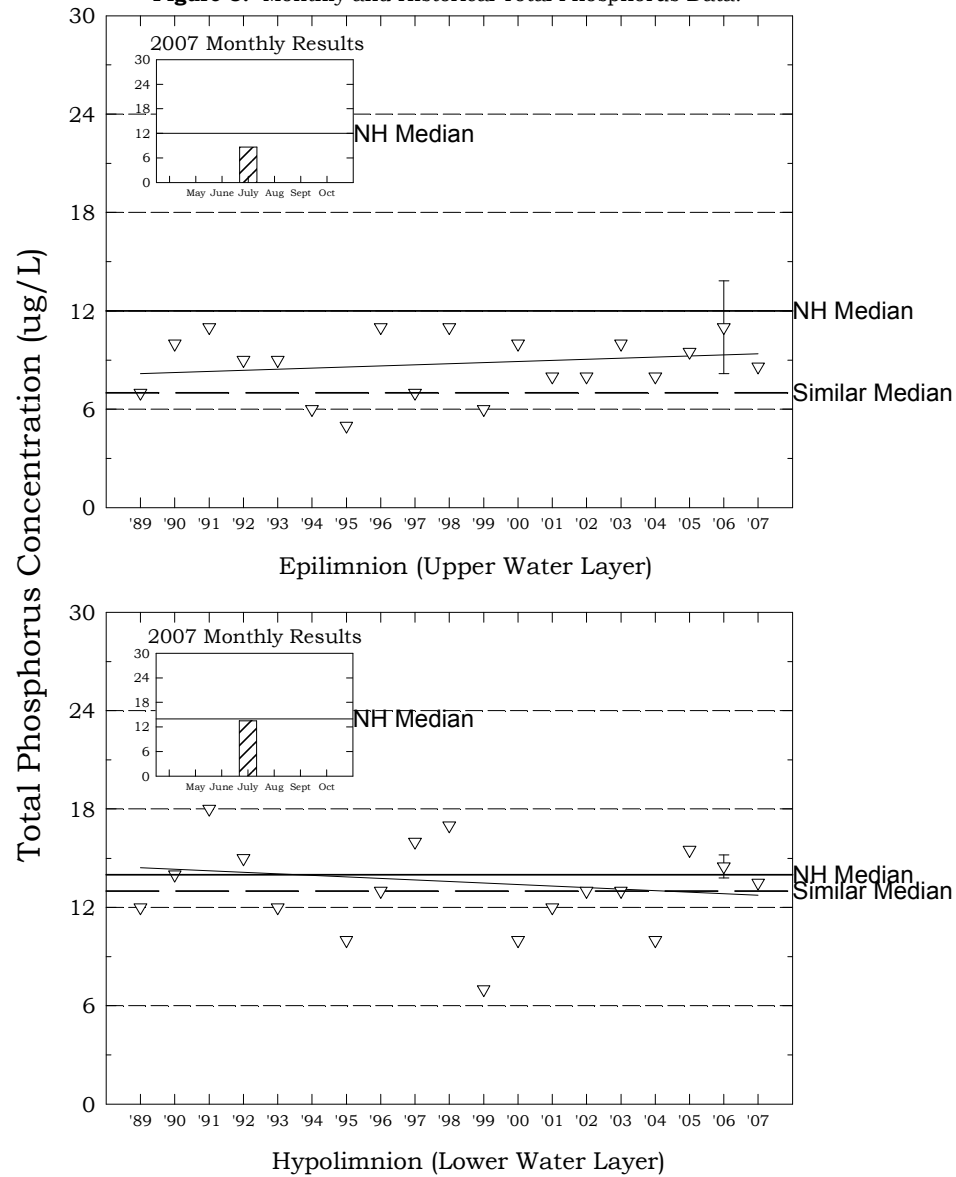 Figure 3. Monthly and Historical Total Phosphorus Data.
Total Phosphorus Concentration (ug/L)
30
24
18
12
6
0
2007 Monthly Results
30
24
18
12
6
0
May June July Aug Sept Oct
NH Median
NH Median
Similar Median
'89 '90 '91 '92 '93 '94 '95 '96 '97 '98 '99 '00 '01 '02 '03 '04 '05 '06 '07
Epilimnion (Upper Water Layer)
30
24
18
12
6
0
2007 Monthly Results
30
24
18
12
6
0
May June July Aug Sept Oct
NH Median
NH Median
Similar Median
'89 '90 '91 '92 '93 '94 '95 '96 '97 '98 '99 '00 '01 '02 '03 '04 '05 '06 '07
Hypolimnion (Lower Water Layer)